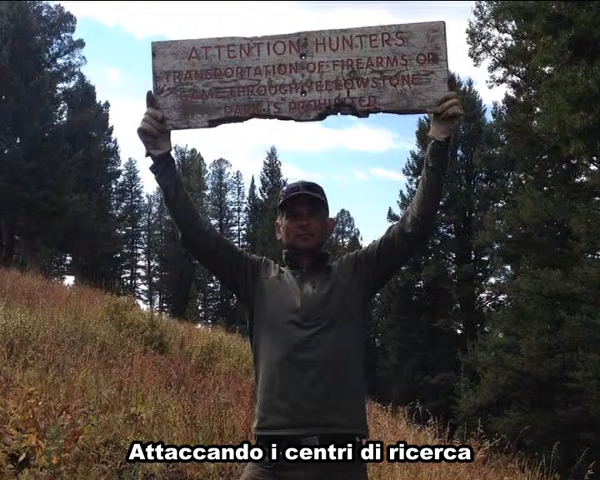 ATTENTION HUNTERS
TRANSPORTATION OF FIREARMS OR
GAME THROUGH YELLOWSTONE
PARK IS PROHIBITED
Attaccando i centri di ricerca